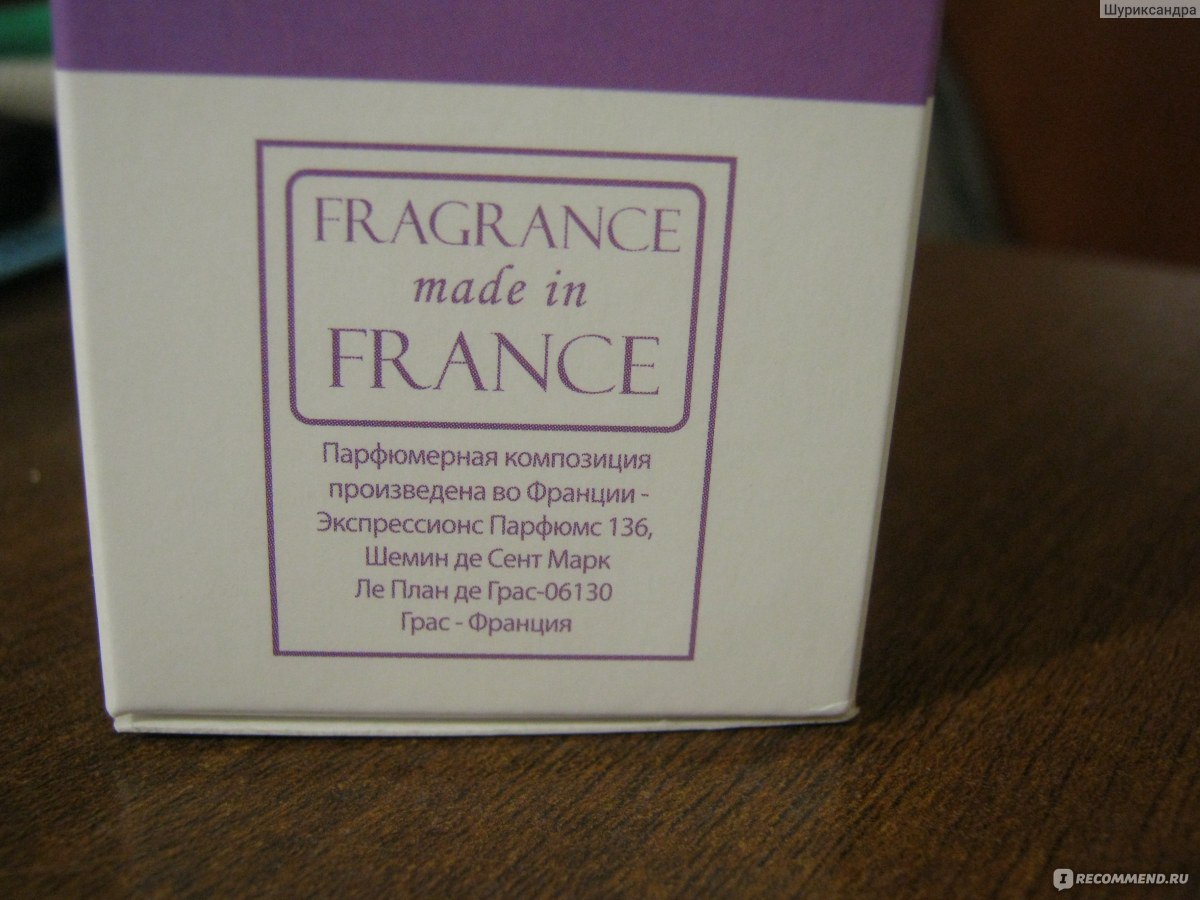 Шуриксандра
FRAGRANCE
made in
FRANCE
Парфюмерная композиция
произведена во Франции -
Экспрессионс Парфюмс 136,
Шемин де Сент Марк
Ле План де Грас-06130
Грас - Франция
I RECOMMEND.RU